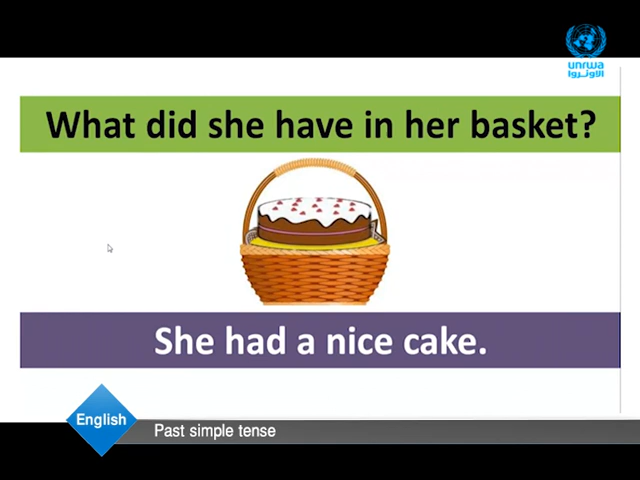 unrwa
الأونروا
What did she have in her basket?
She had a nice cake.
English
Past simple tense